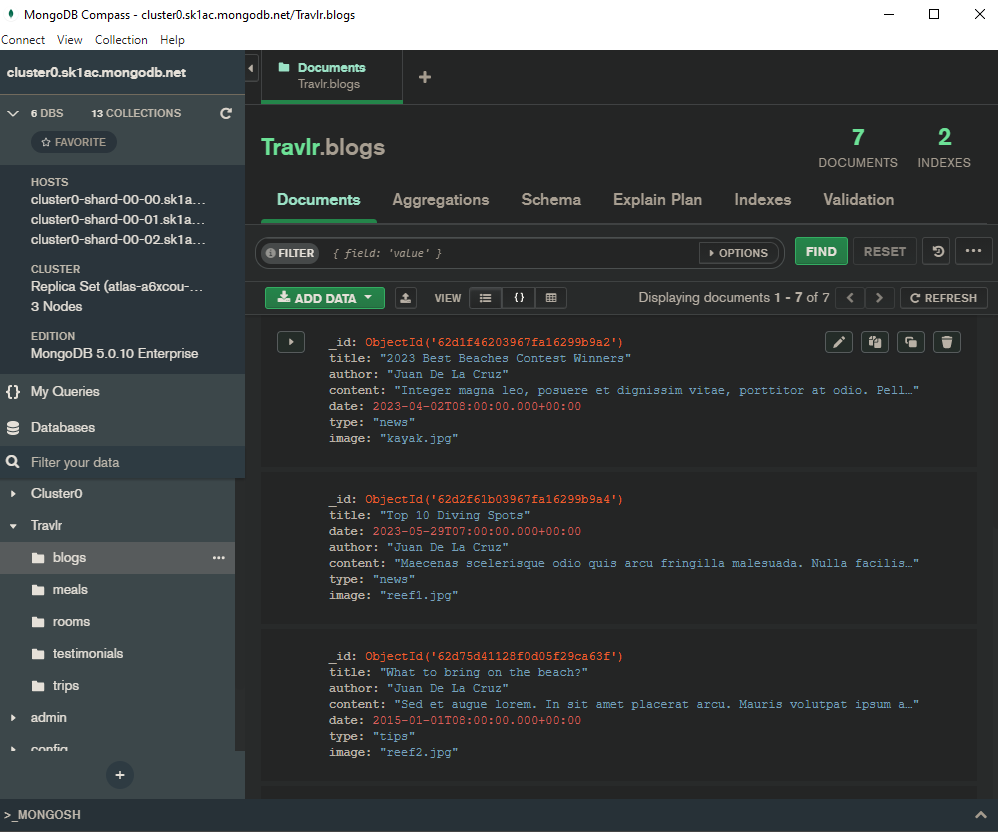 MongoDB Compass - cluster0.sk1ac.mongodb.net/Travlr.blogs
Connect View Collection Help
cluster0.sk1ac.mongodb.net
6 DBS 13 COLLECTIONS
FAVORITE
HOSTS
cluster0-shard-00-00.sk1a...
cluster0-shard-00-01.sk1a...
cluster0-shard-00-02.sk1a...
CLUSTER
Replica Set (atlas-a6xcou-...
3 Nodes
EDITION
MongoDB 5.0.10 Enterprise
{} My Queries
Databases
Filter your data
Cluster0
Travlr
blogs
meals
rooms
testimonials
trips
admin
config
+
>_MONGOSH
Documents
Travlr.blogs
+
Travlr.blogs
7
DOCUMENTS
2
INDEXES
Documents Aggregations Schema Explain Plan Indexes Validation
FILTER { field: 'value' } OPTIONS FIND RESET
ADD DATA VIEW {} Displaying documents 1 - 7 of 7 < > REFRESH
_id: ObjectId('62d1f46203967fa16299b9a2')
title: "2023 Best Beaches Contest Winners"
author: "Juan De La Cruz"
content: "Integer magna leo, posuere et dignissim vitae, porttitor at odio. Pell…"
date: 2023-04-02T08:00:00.000+00:00
type: "news"
image: "kayak.jpg"
_id: ObjectId('62d2f61b03967fa16299b9a4')
title: "Top 10 Diving Spots"
date: 2023-05-29T07:00:00.000+00:00
author: "Juan De La Cruz"
content: "Maecenas scelerisque odio quis arcu fringilla malesuada. Nulla facilis…"
type: "news"
image: "reef1.jpg"
_id: ObjectId('62d75d41128f0d05f29ca63f')
title: "What to bring on the beach?"
author: "Juan De La Cruz"
content: "Sed et augue lorem. In sit amet placerat arcu. Mauris volutpat ipsum a…"
date: 2015-01-01T08:00:00.000+00:00
type: "tips"
image: "reef2.jpg"